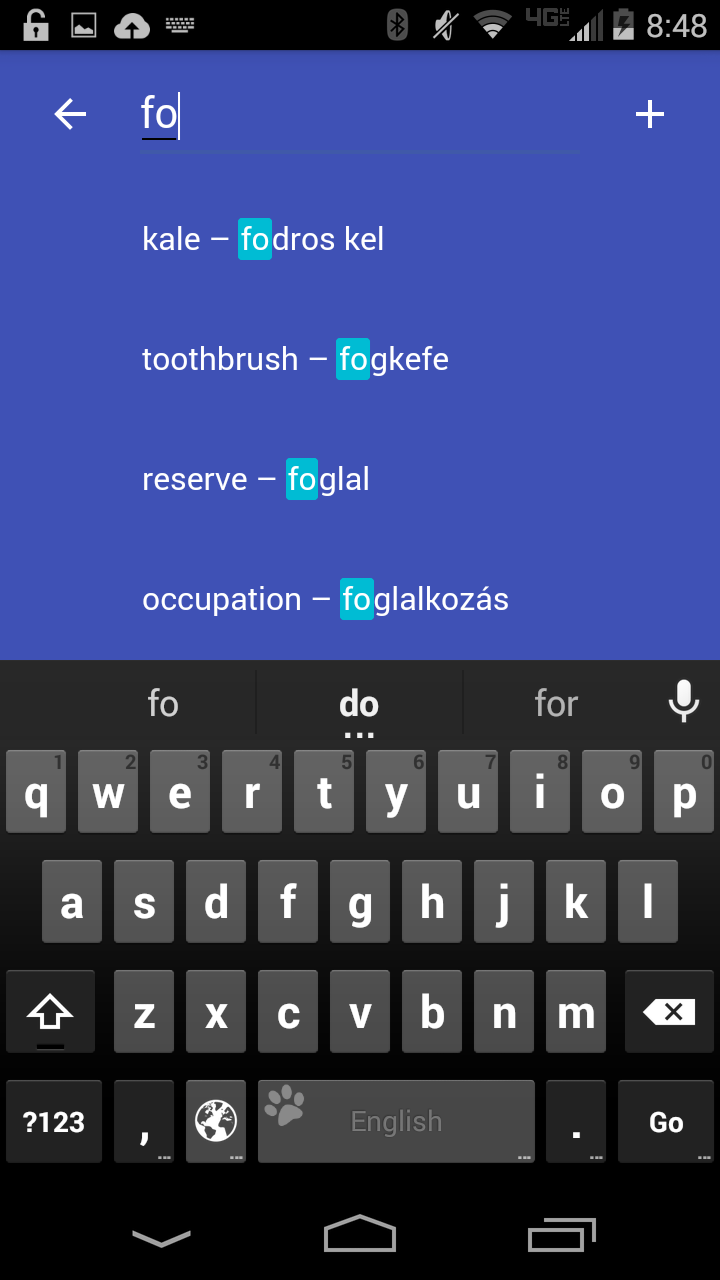 4G LTE 8:48
fo
kale – fodros kel
toothbrush – fogkefe
reserve – foglal
occupation – foglalkozás
fo do for
1 2 3 4 5 6 7 8 9 0
q w e r t y u i o p
a s d f g h j k l
z x c v b n m
?123 , English . Go